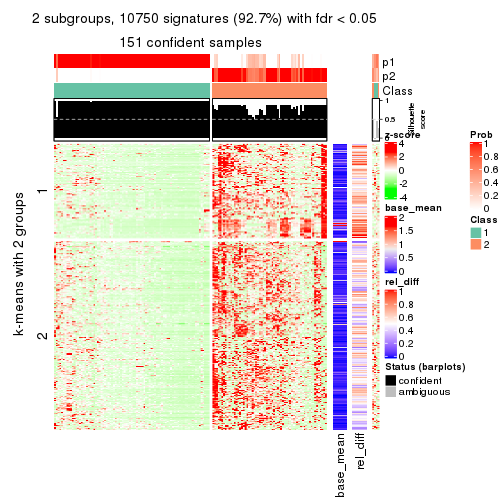 2 subgroups, 10750 signatures (92.7%) with fdr < 0.05
151 confident samples
p1
p2
Class
1
0.5
0
Silhouette
score
k-means with 2 groups
1
2
base_mean
rel_diff
z-score
4
2
0
-2
-4
base_mean
2
1.5
1
0.5
0
rel_diff
1
0.8
0.6
0.4
0.2
0
Status (barplots)
confident
ambiguous
Prob
1
0.8
0.6
0.4
0.2
0
Class
1
2